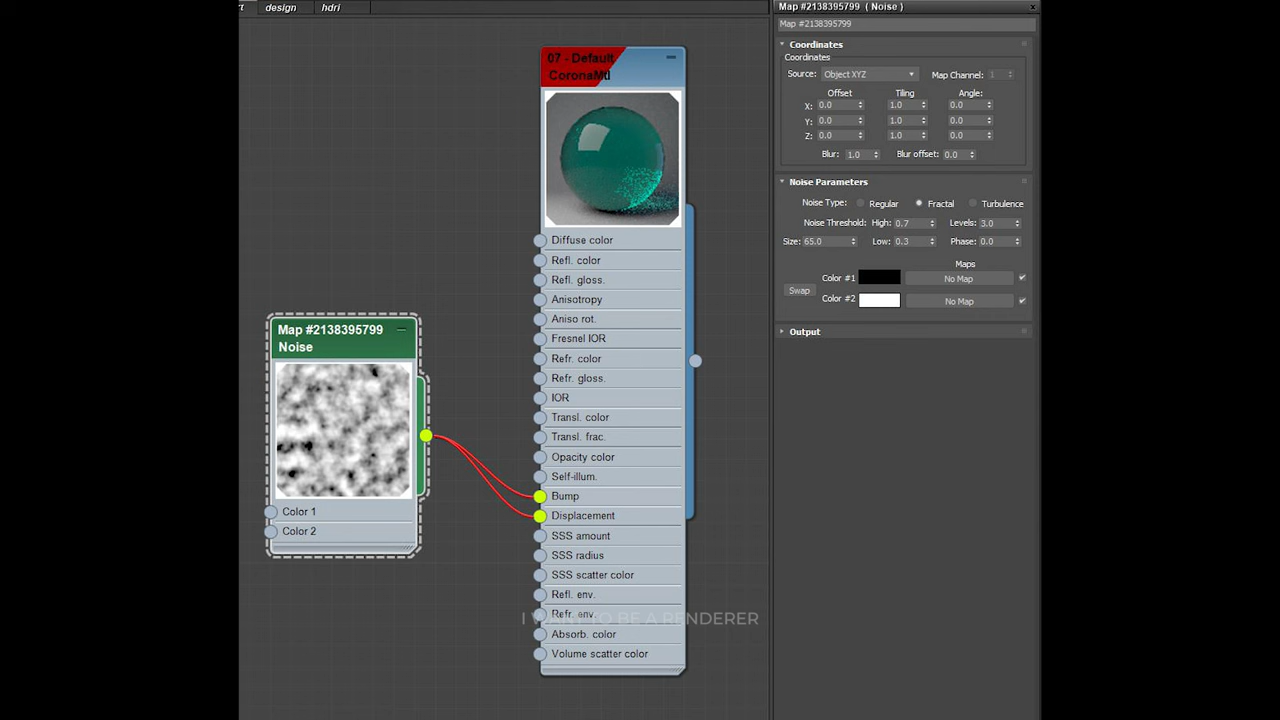 rt
design
hdri
07 - Default
CoronaMtl
Diffuse color
Refl. color
Refl. gloss.
Anisotropy
Aniso rot.
Fresnel IOR
Refr. color
Refr. gloss.
IOR
Transl. color
Transl. frac.
Opacity color
Self-illum.
Bump
Displacement
SSS amount
SSS radius
SSS scatter color
Refl. env.
Refr. env.
Absorb. color
Volume scatter color
Map #2138395799
Noise
Color 1
Color 2
I WANT TO BE A RENDERER
Map #2138395799 ( Noise )
x
Map #2138395799
Coordinates
Coordinates
Source: Object XYZ Map Channel: 1
Offset Tiling Angle:
X: 0.0 1.0 0.0
Y: 0.0 1.0 0.0
Z: 0.0 1.0 0.0
Blur: 1.0 Blur offset: 0.0
Noise Parameters
Noise Type: Regular Fractal Turbulence
Noise Threshold: High: 0.7 Levels: 3.0
Size: 65.0 Low: 0.3 Phase: 0.0
Maps
Color #1 No Map
Swap
Color #2 No Map
Output